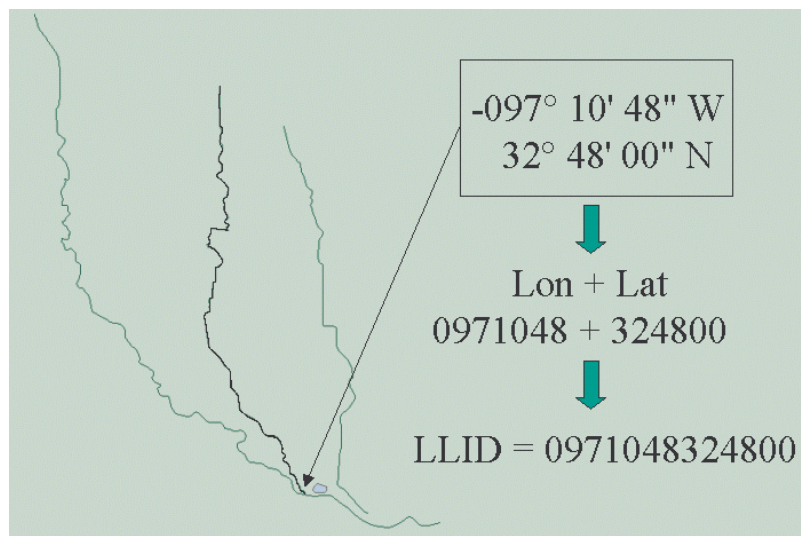 -097° 10' 48" W
32° 48' 00" N
Lon + Lat
0971048 + 324800
LLID = 0971048324800